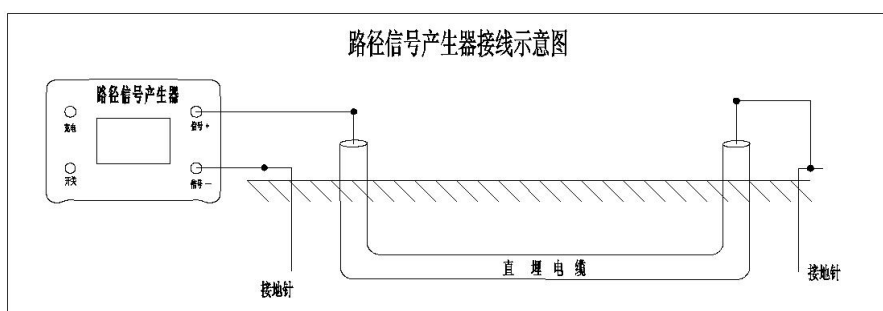 路径信号产生器接线示意图
路径信号产生器
充电
信号 +
开关
信号 —
直 埋 电 缆
接地针
接地针